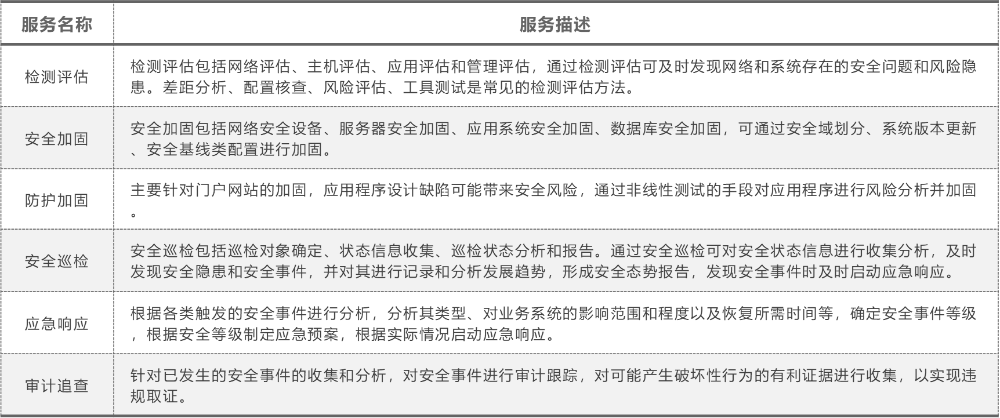 服务名称
服务描述
检测评估
检测评估包括网络评估、主机评估、应用评估和管理评估，通过检测评估可及时发现网络和系统存在的安全问题和风险隐
患。差距分析、配置核查、风险评估、工具测试是常见的检测评估方法。
安全加固
安全加固包括网络安全设备、服务器安全加固、应用系统安全加固、数据库安全加固，可通过安全域划分、系统版本更新
、安全基线类配置进行加固。
防护加固
主要针对门户网站的加固，应用程序设计缺陷可能带来安全风险，通过非线性测试的手段对应用程序进行风险分析并加固
。
安全巡检
安全巡检包括巡检对象确定、状态信息收集、巡检状态分析和报告。通过安全巡检可对安全状态信息进行收集分析，及时
发现安全隐患和安全事件，并对其进行记录和分析发展趋势，形成安全态势报告，发现安全事件时及时启动应急响应。
应急响应
根据各类触发的安全事件进行分析，分析其类型、对业务系统的影响范围和程度以及恢复所需时间等，确定安全事件等级
，根据安全等级制定应急预案，根据实际情况启动应急响应。
审计追查
针对已发生的安全事件的收集和分析，对安全事件进行审计跟踪，对可能产生破坏性行为的有利证据进行收集，以实现违
规取证。